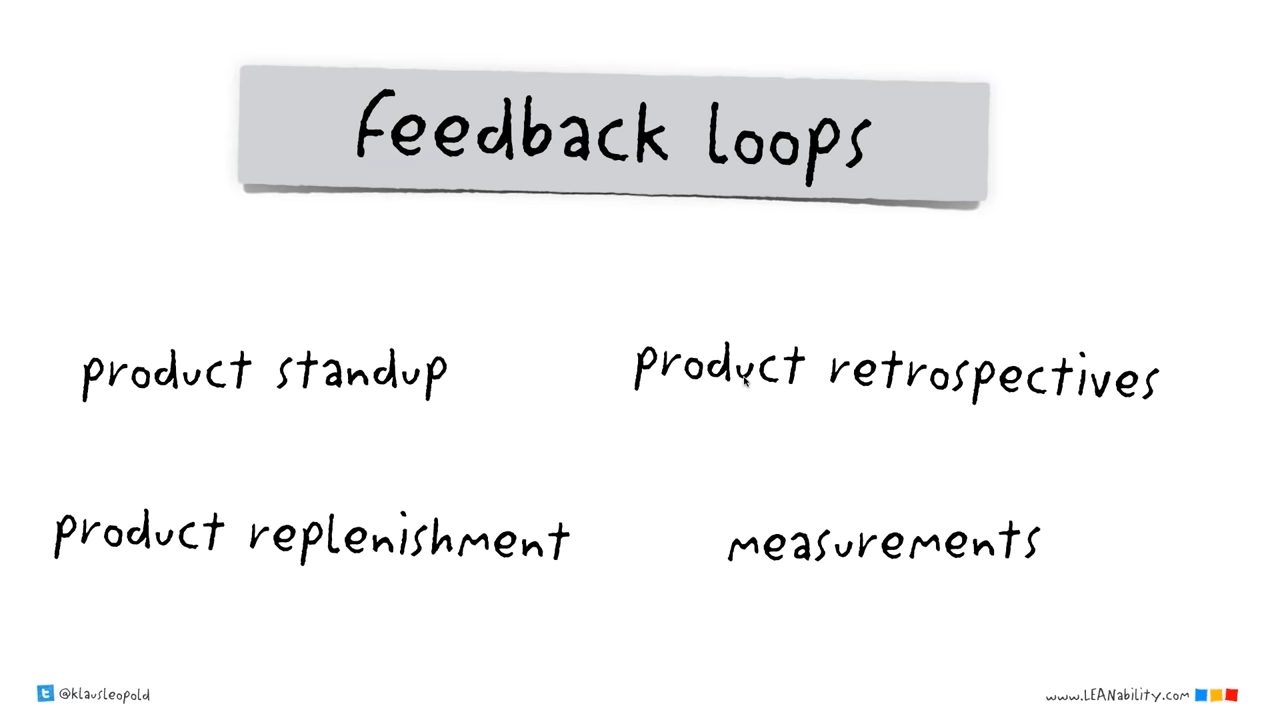 feedback loops
product standup
product retrospectives
product replenishment
measurements
@klausleopold
www.LEANability.com